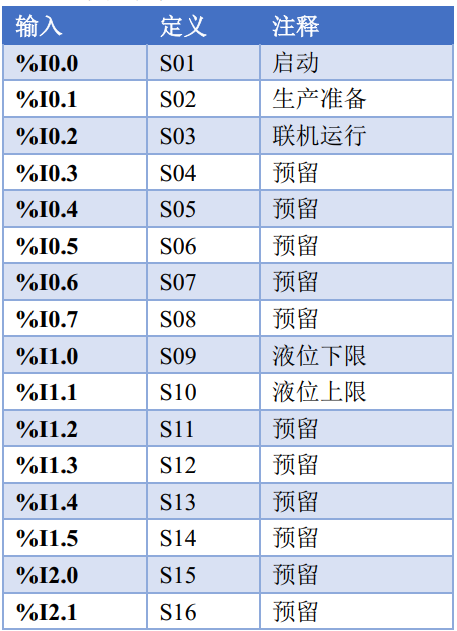 输入 定义 注释
%I0.0 S01 启动
%I0.1 S02 生产准备
%I0.2 S03 联机运行
%I0.3 S04 预留
%I0.4 S05 预留
%I0.5 S06 预留
%I0.6 S07 预留
%I0.7 S08 预留
%I1.0 S09 液位下限
%I1.1 S10 液位上限
%I1.2 S11 预留
%I1.3 S12 预留
%I1.4 S13 预留
%I1.5 S14 预留
%I2.0 S15 预留
%I2.1 S16 预留